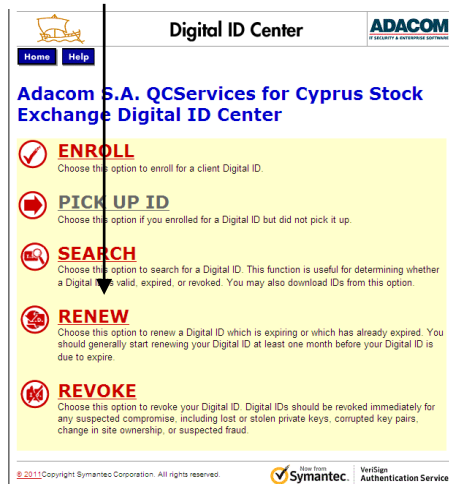 Digital ID Center
ADACOM
IT SECURITY & ENTERPRISE SOFTWARE
Home Help
Adacom S.A. QCServices for Cyprus Stock
Exchange Digital ID Center
ENROLL
Choose this option to enroll for a client Digital ID.
PICK UP ID
Choose this option if you enrolled for a Digital ID but did not pick it up.
SEARCH
Choose this option to search for a Digital ID. This function is useful for determining whether
a Digital ID is valid, expired, or revoked. You may also download IDs from this option.
RENEW
Choose this option to renew a Digital ID which is expiring or which has already expired. You
should generally start renewing your Digital ID at least one month before your Digital ID is
due to expire.
REVOKE
Choose this option to revoke your Digital ID. Digital IDs should be revoked immediately for
any suspected compromise, including lost or stolen private keys, corrupted key pairs,
change in site ownership, or suspected fraud.
© 2011Copyright Symantec Corporation. All rights reserved.
Now from
Symantec.
VeriSign
Authentication Service